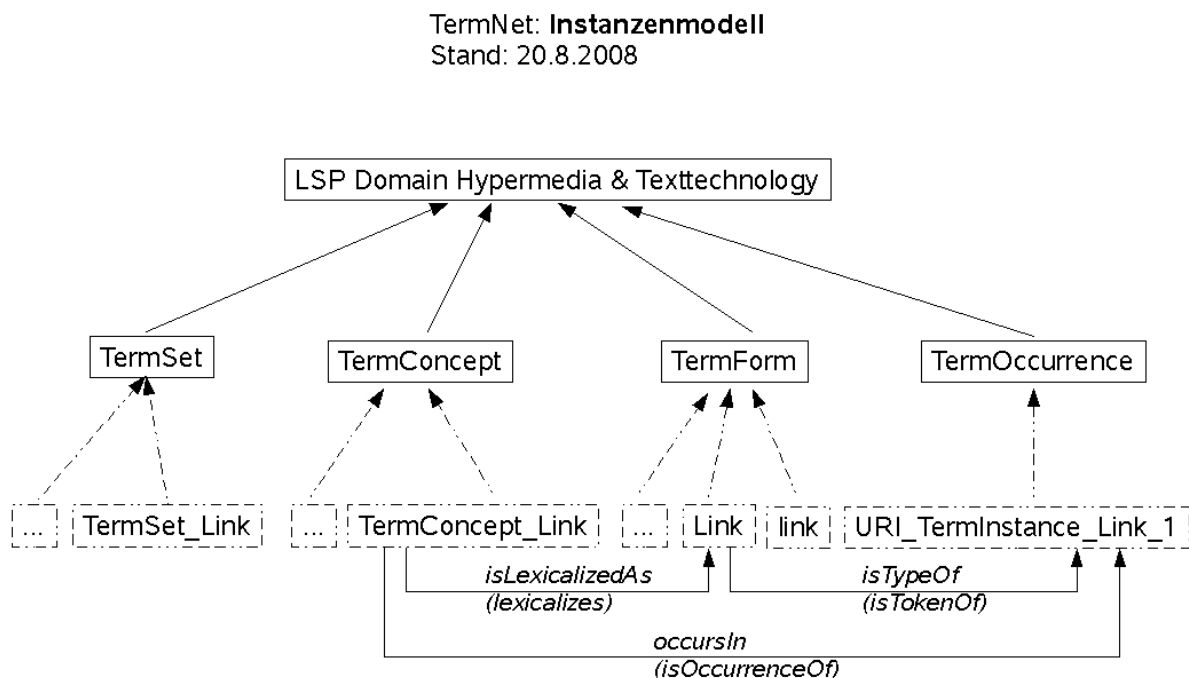 TermNet: Instanzenmodell
Stand: 20.8.2008
LSP Domain Hypermedia & Texttechnology
TermSet
TermConcept
TermForm
TermOccurrence
...
TermSet_Link
...
TermConcept_Link
...
Link
link
URI_TermInstance_Link_1
isLexicalizedAs
(lexicalizes)
isTypeOf
(isTokenOf)
occursIn
(isOccurrenceOf)